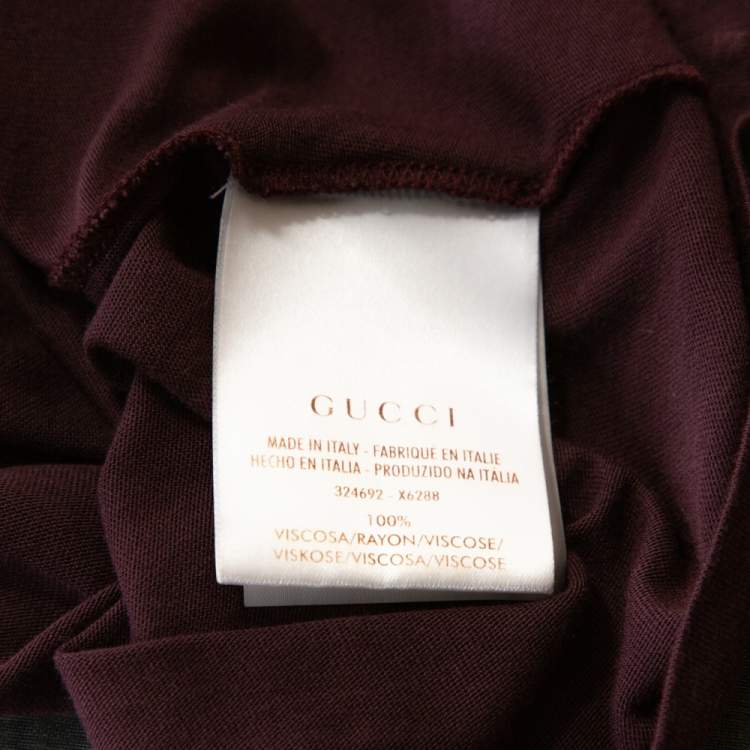 GUCCI
MADE IN ITALY - FABRIQUÉ EN ITALIE
HECHO EN ITALIA - PRODUZIDO NA ITÁLIA
324692 - X6288
100%
VISCOSA/RAYON/VISCOSE/
VISKOSE/VISCOSA/VISCOSE